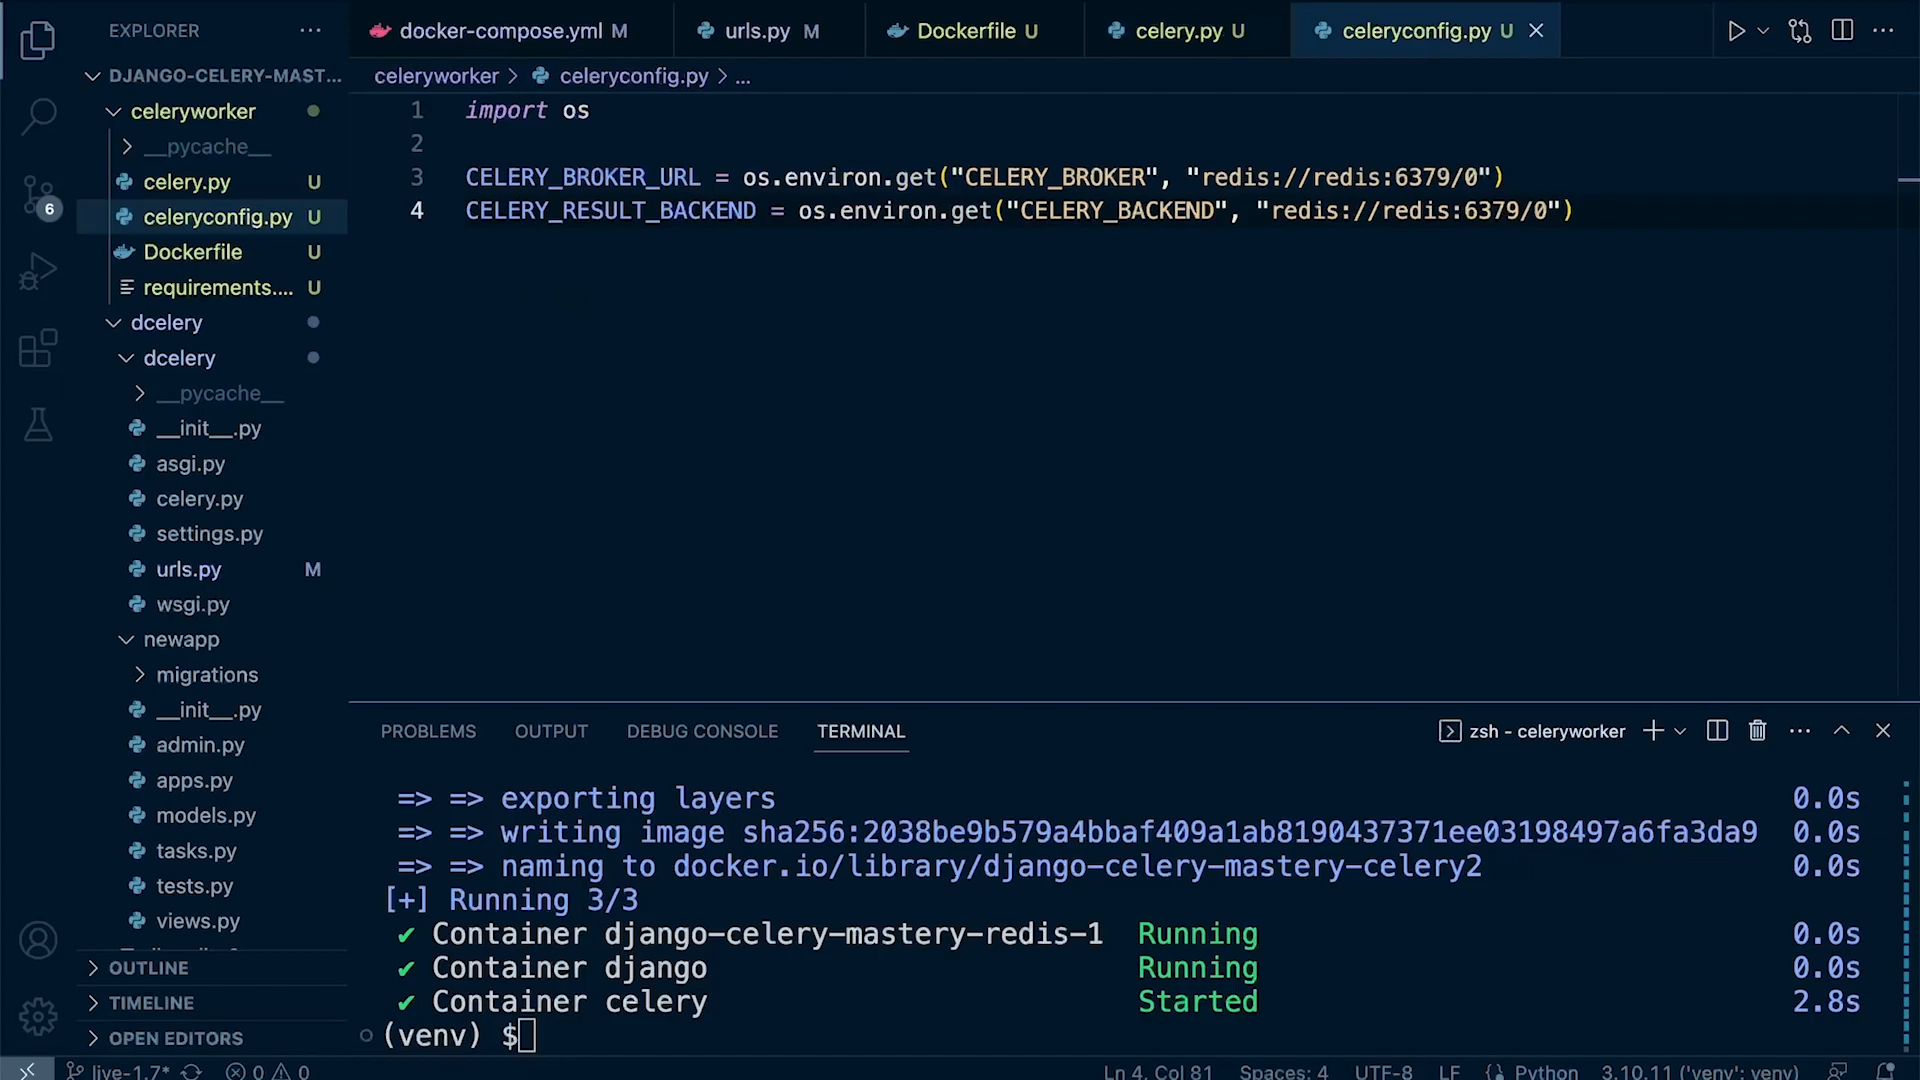 EXPLORER
DJANGO-CELERY-MAST...
celeryworker
__pycache__
celery.py U
celeryconfig.py U
Dockerfile U
requirements.... U
dcelery
dcelery
__pycache__
__init__.py
asgi.py
celery.py
settings.py
urls.py M
wsgi.py
newapp
migrations
__init__.py
admin.py
apps.py
models.py
tasks.py
tests.py
views.py
OUTLINE
TIMELINE
OPEN EDITORS
6
docker-compose.yml M
urls.py M
Dockerfile U
celery.py U
celeryconfig.py U
celeryworker > celeryconfig.py > ...
1 import os
2
3 CELERY_BROKER_URL = os.environ.get("CELERY_BROKER", "redis://redis:6379/0")
4 CELERY_RESULT_BACKEND = os.environ.get("CELERY_BACKEND", "redis://redis:6379/0")
PROBLEMS OUTPUT DEBUG CONSOLE TERMINAL
zsh - celeryworker
=> => exporting layers 0.0s
=> => writing image sha256:2038be9b579a4bbaf409a1ab8190437371ee03198497a6fa3da9 0.0s
=> => naming to docker.io/library/django-celery-mastery-celery2 0.0s
[+] Running 3/3
✔ Container django-celery-mastery-redis-1 Running 0.0s
✔ Container django Running 0.0s
✔ Container celery Started 2.8s
(venv) $
live-1.7* 0 0 Ln 4, Col 81 Spaces: 4 UTF-8 LF Python 3.10.11 ('venv': venv)